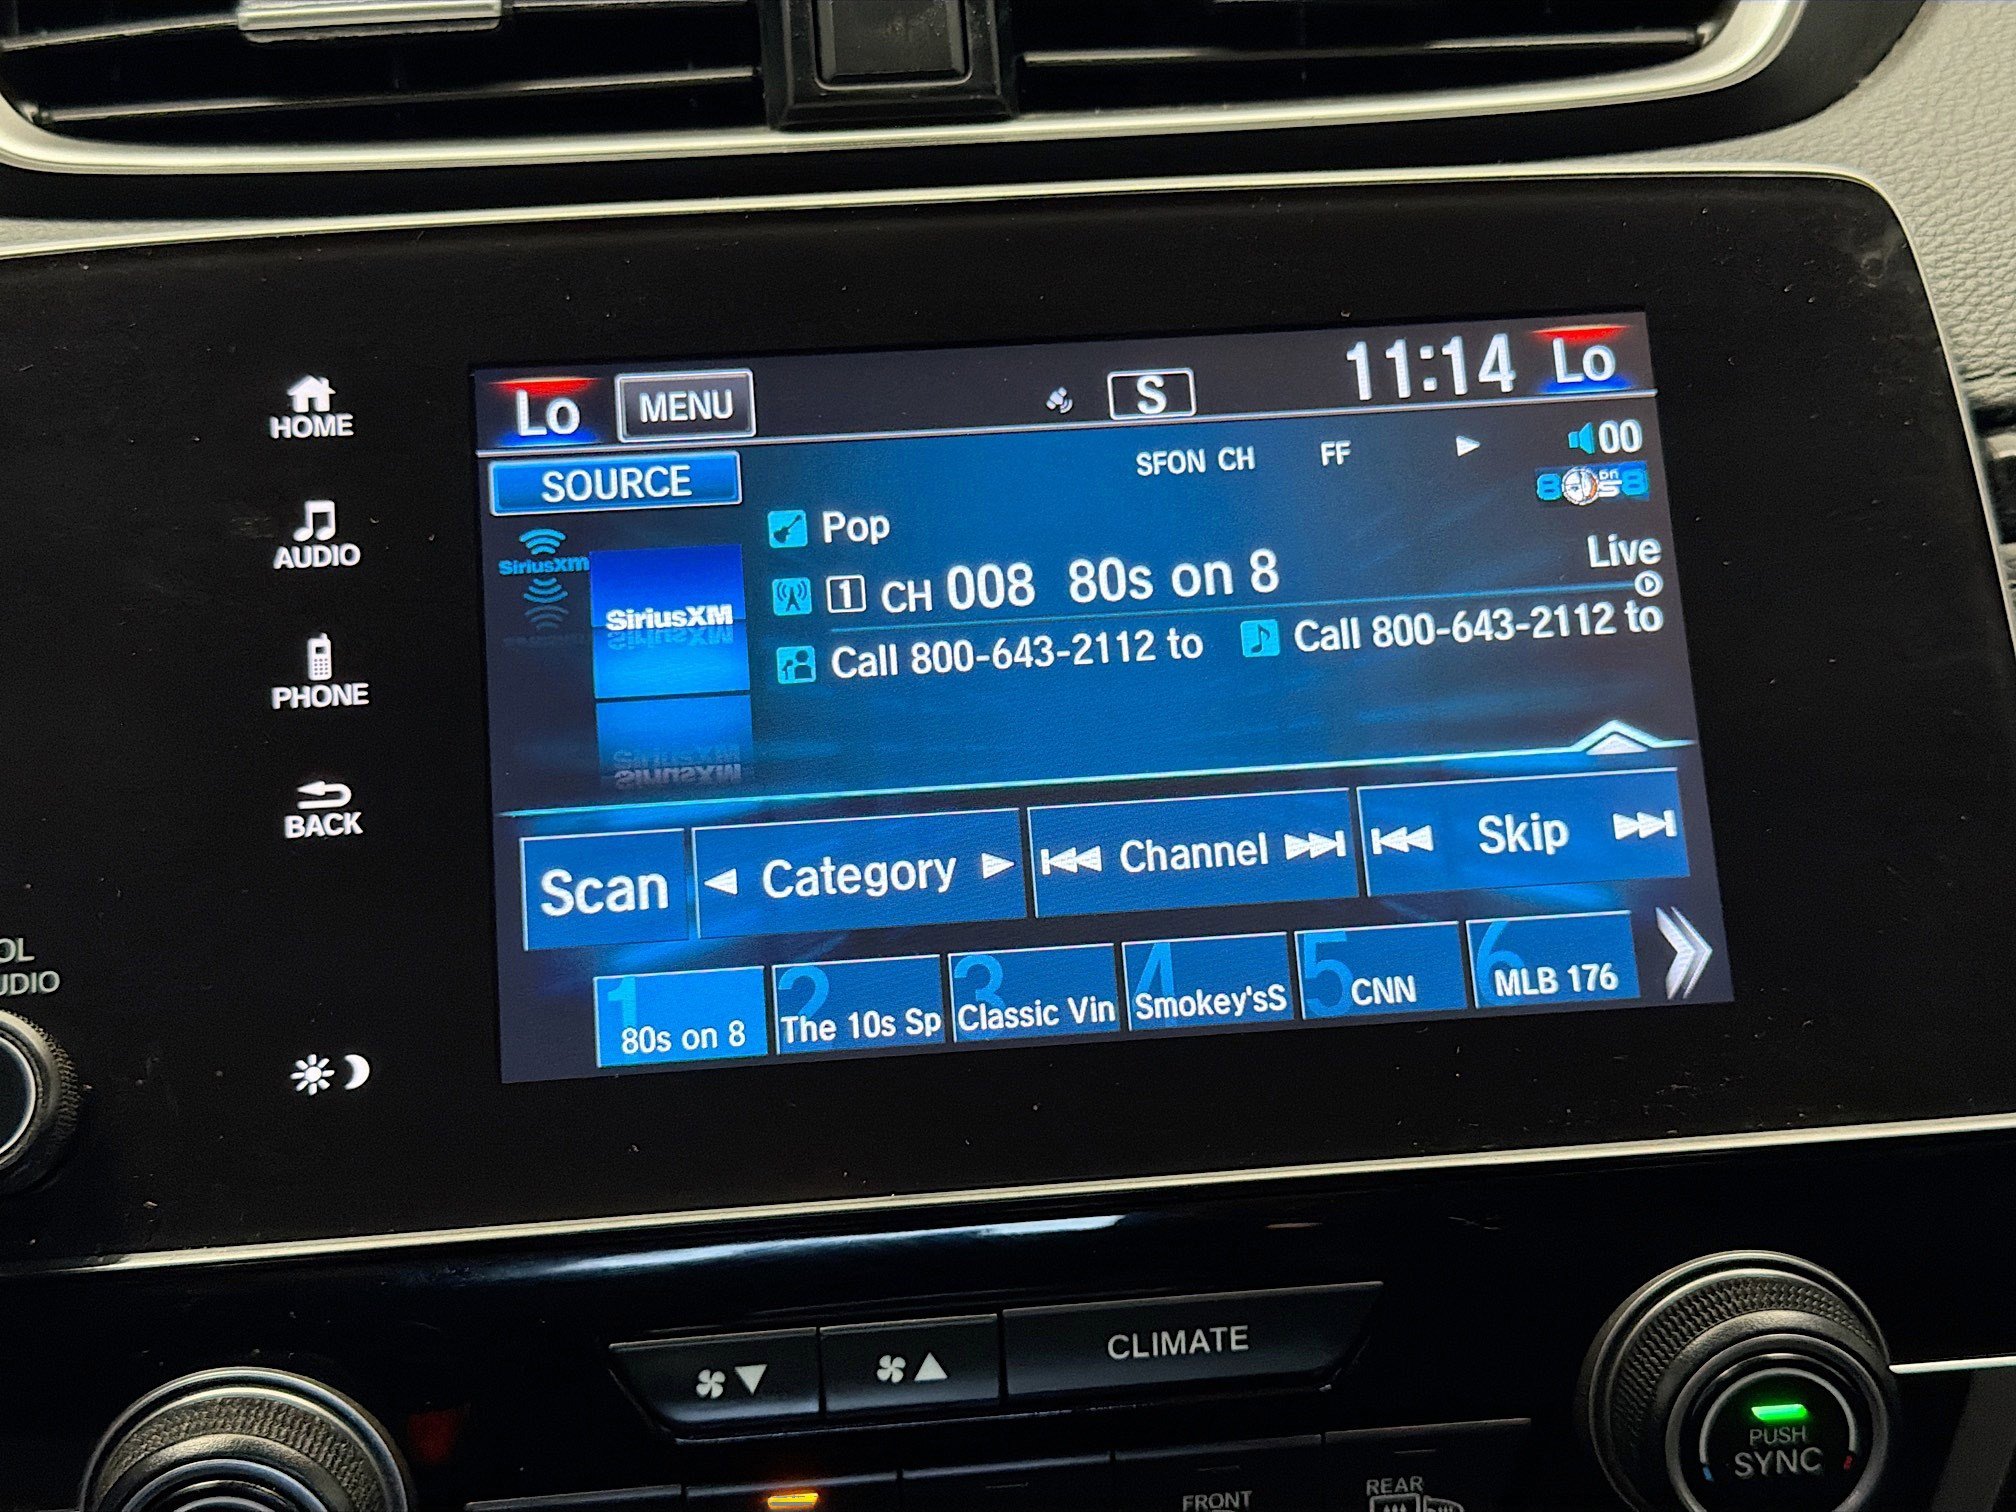 HOME
AUDIO
PHONE
BACK
OL
UDIO
Lo MENU S 11:14 Lo
SOURCE SFON CH FF 00
Pop
SiriusXM
SiriusXM
Live
1 CH 008 80s on 8
Call 800-643-2112 to Call 800-643-2112 to
Scan Category Channel Skip
1 80s on 8
2 The 10s Sp
3 Classic Vin
4 Smokey'sS
5 CNN
6 MLB 176
CLIMATE
PUSH
SYNC
FRONT
REAR